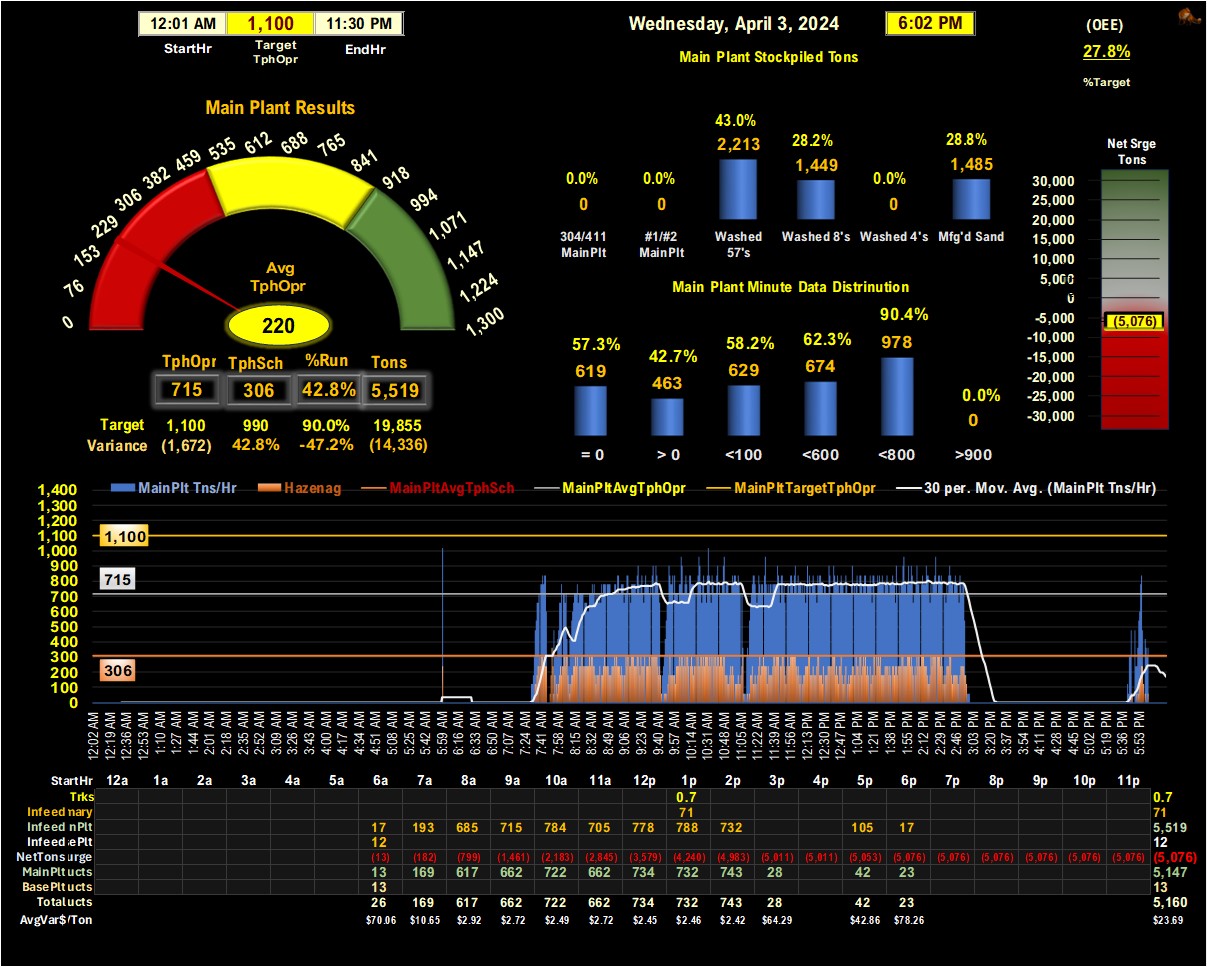 12:01 AM 1,100 11:30 PM
StartHr Target TphOpr EndHr
Wednesday, April 3, 2024 6:02 PM
(OEE)
27.8%
%Target
Main Plant Stockpiled Tons
43.0% 28.2% 28.8%
2,213 1,449 1,485
0.0% 0.0% 0.0%
0 0 0
304/411 MainPlt #1/#2 MainPlt Washed 57's Washed 8's Washed 4's Mfg'd Sand
Net Srge
Tons
30,000
25,000
20,000
15,000
10,000
5,000
0
-5,000
(5,076)
-10,000
-15,000
-20,000
-25,000
-30,000
Main Plant Results
0 76 153 229 306 382 459 535 612 688 765 841 918 994 1,071 1,147 1,224 1,300
Avg
TphOpr
220
TphOpr TphSch %Run Tons
715 306 42.8% 5,519
Target 1,100 990 90.0% 19,855
Variance (1,672) 42.8% -47.2% (14,336)
Main Plant Minute Data Distrinution
57.3% 42.7% 58.2% 62.3% 90.4% 0.0%
619 463 629 674 978 0
= 0 > 0 <100 <600 <800 >900
MainPlt Tns/Hr Hazenag MainPltAvgTphSch MainPltAvgTphOpr MainPltTargetTphOpr 30 per. Mov. Avg. (MainPlt Tns/Hr)
1,400
1,300
1,200
1,100
1,000
900
800
700
600
500
400
300
200
100
0
1,100
715
306
12:02 AM 12:19 AM 12:36 AM 12:53 AM 1:10 AM 1:27 AM 1:44 AM 2:01 AM 2:18 AM 2:35 AM 2:52 AM 3:09 AM 3:26 AM 3:43 AM 4:00 AM 4:17 AM 4:34 AM 4:51 AM 5:08 AM 5:25 AM 5:42 AM 5:59 AM 6:16 AM 6:33 AM 6:50 AM 7:07 AM 7:24 AM 7:41 AM 7:58 AM 8:15 AM 8:32 AM 8:49 AM 9:06 AM 9:23 AM 9:40 AM 9:57 AM 10:14 AM 10:31 AM 10:48 AM 11:05 AM 11:22 AM 11:39 AM 11:56 AM 12:13 PM 12:30 PM 12:47 PM 1:04 PM 1:21 PM 1:38 PM 1:55 PM 2:12 PM 2:29 PM 2:46 PM 3:03 PM 3:20 PM 3:37 PM 3:54 PM 4:11 PM 4:28 PM 4:45 PM 5:02 PM 5:19 PM 5:36 PM 5:53 PM
StartHr 12a 1a 2a 3a 4a 5a 6a 7a 8a 9a 10a 11a 12p 1p 2p 3p 4p 5p 6p 7p 8p 9p 10p 11p
Trks 0.7 0.7
Infeed mary 71 71
Infeed nPlt 17 193 685 715 784 705 778 788 732 105 17 5,519
Infeed ePlt 12 12
NetTons urge (13) (182) (799) (1,461) (2,183) (2,845) (3,579) (4,240) (4,983) (5,011) (5,011) (5,053) (5,076) (5,076) (5,076) (5,076) (5,076) (5,076) (5,076)
MainPlt ucts 13 169 617 662 722 662 734 732 743 28 42 23 5,147
BasePlt ucts 13 13
Total ucts 26 169 617 662 722 662 734 732 743 28 42 23 5,160
AvgVar$/Ton $70.06 $10.65 $2.92 $2.72 $2.49 $2.72 $2.45 $2.46 $2.42 $64.29 $42.86 $78.26 $23.69